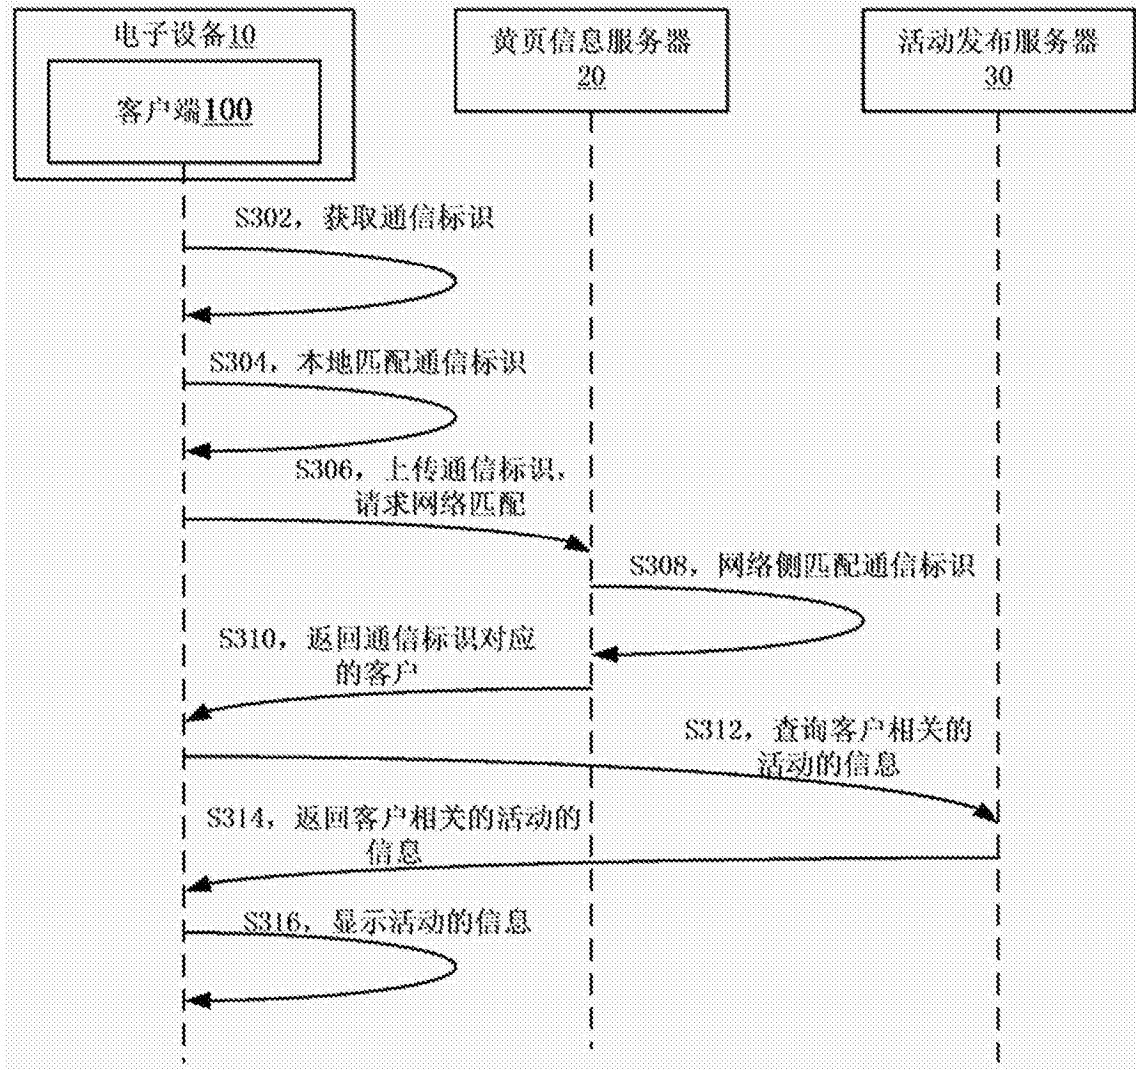 电子设备10
客户端100
黄页信息服务器
20
活动发布服务器
30
S302，获取通信标识
S304，本地匹配通信标识
S306，上传通信标识，
请求网络匹配
S308，网络侧匹配通信标识
S310，返回通信标识对应
的客户
S312，查询客户相关的
活动的信息
S314，返回客户相关的活动的
信息
S316，显示活动的信息